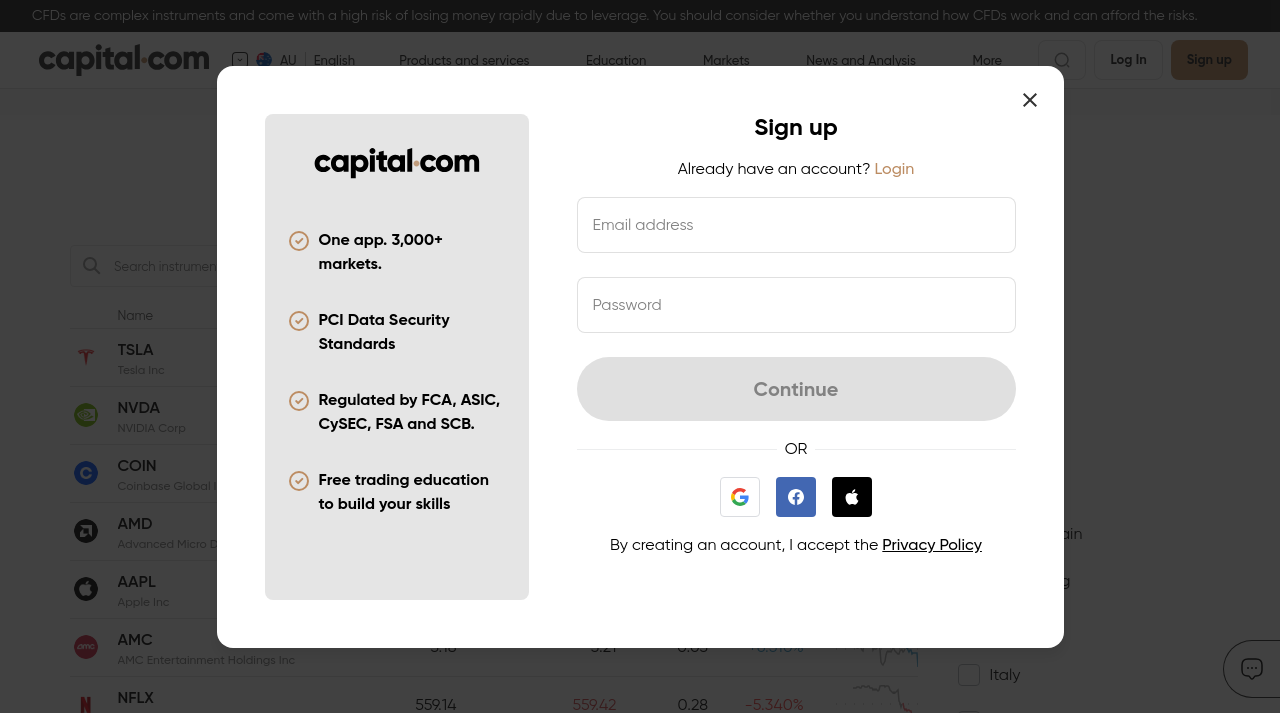 CFDs are complex instruments and come with a high risk of losing money rapidly due to leverage. You should consider whether you understand how CFDs work and can afford the risks.
capital.com
AU
English
Products and services
Education
Markets
News and Analysis
More
Log In
Sign up
Search instrumen
Name
TSLA
Tesla Inc
NVDA
NVIDIA Corp
COIN
Coinbase Global I
AMD
Advanced Micro D
AAPL
Apple Inc
AMC
AMC Entertainment Holdings Inc
NFLX
559.14
559.42
0.28
-5.340%
Italy
capital.com
One app. 3,000+
markets.
PCI Data Security
Standards
Regulated by FCA, ASIC,
CySEC, FSA and SCB.
Free trading education
to build your skills
Sign up
Already have an account? Login
Email address
Password
Continue
OR
By creating an account, I accept the Privacy Policy